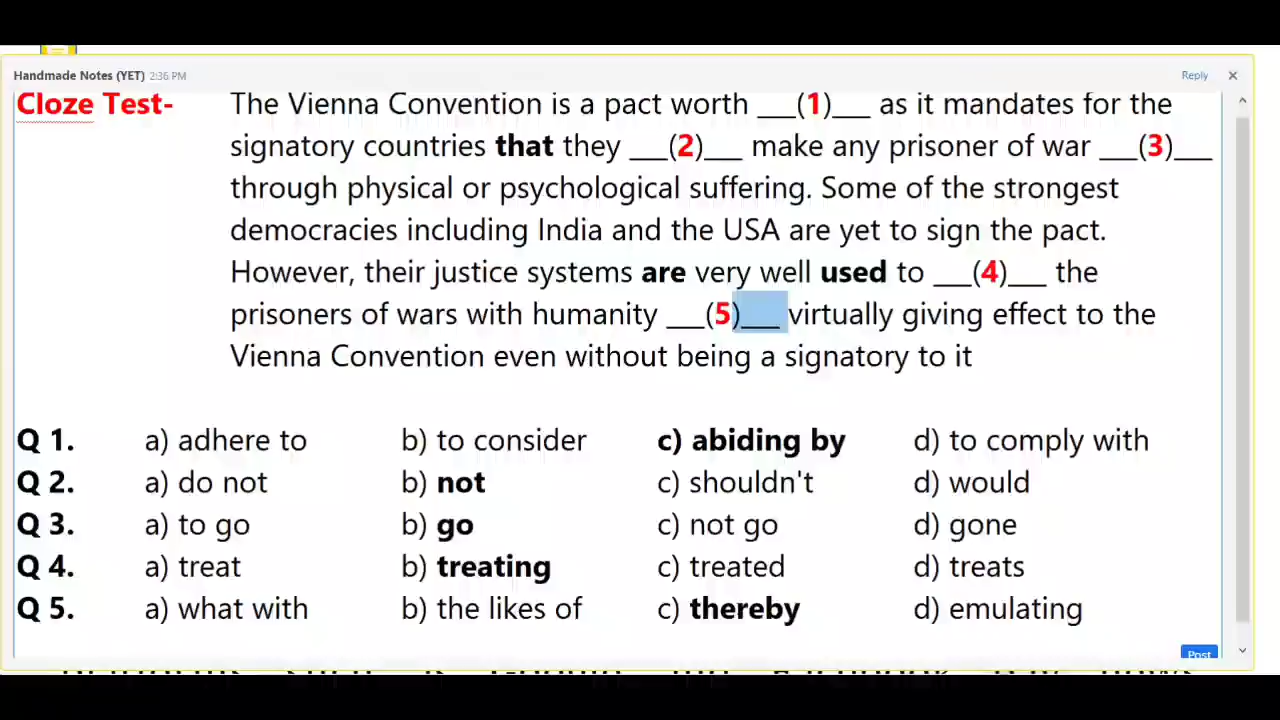 Handmade Notes (YET) 2:36 PM Reply
Cloze Test- The Vienna Convention is a pact worth ___(1)___ as it mandates for the
signatory countries that they ___(2)___ make any prisoner of war ___(3)___
through physical or psychological suffering. Some of the strongest
democracies including India and the USA are yet to sign the pact.
However, their justice systems are very well used to ___(4)___ the
prisoners of wars with humanity ___(5)___ virtually giving effect to the
Vienna Convention even without being a signatory to it
Q 1. a) adhere to b) to consider c) abiding by d) to comply with
Q 2. a) do not b) not c) shouldn't d) would
Q 3. a) to go b) go c) not go d) gone
Q 4. a) treat b) treating c) treated d) treats
Q 5. a) what with b) the likes of c) thereby d) emulating
Post